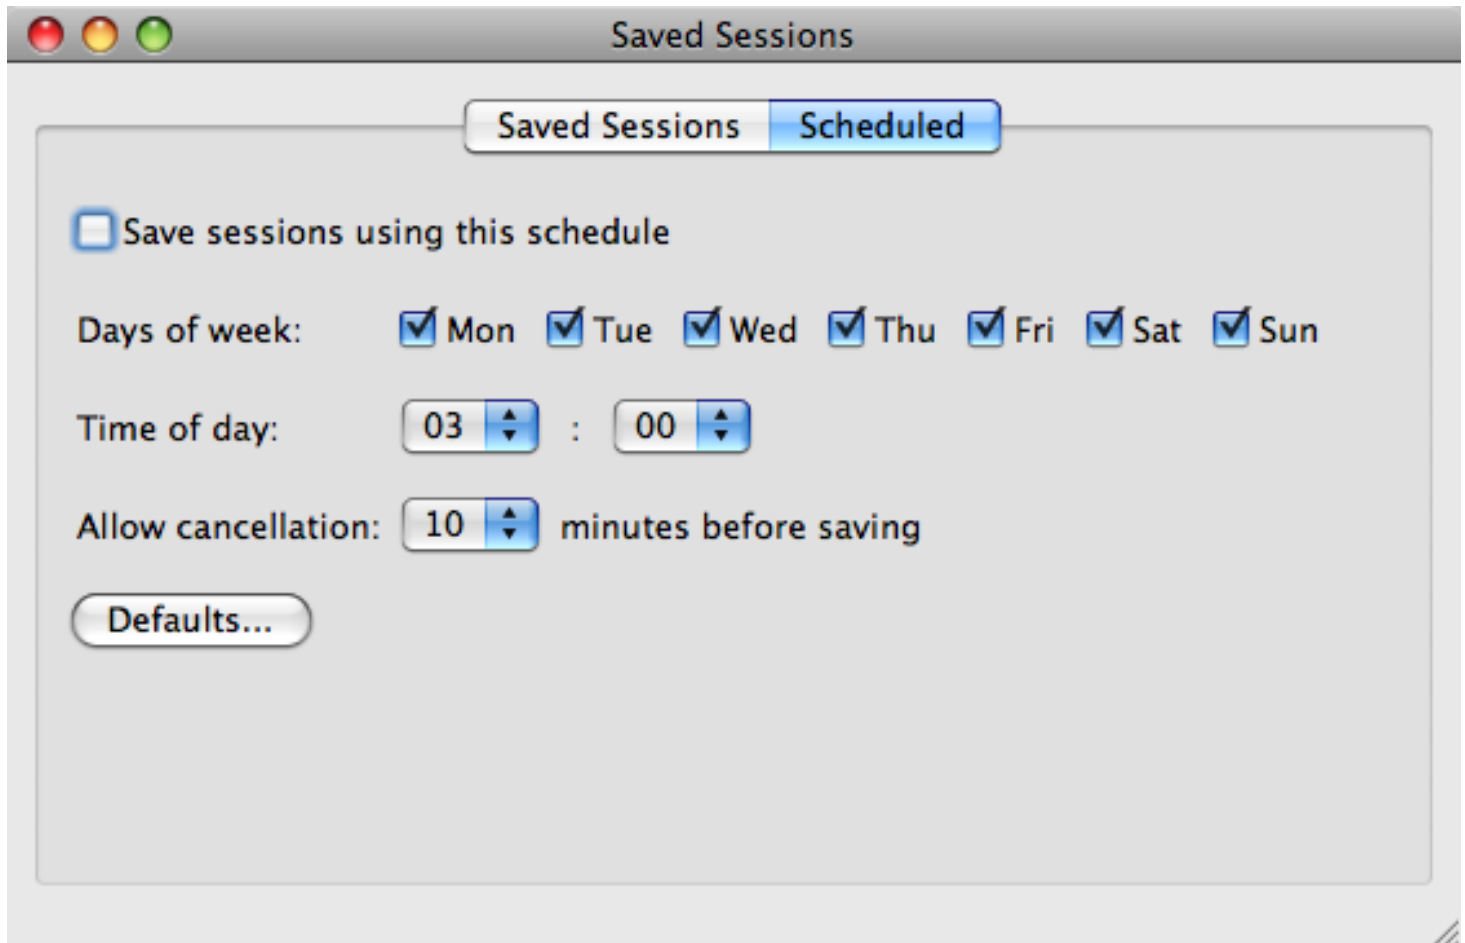 Saved Sessions
Saved Sessions Scheduled
Save sessions using this schedule
Days of week: Mon Tue Wed Thu Fri Sat Sun
Time of day: 03 : 00
Allow cancellation: 10 minutes before saving
Defaults...